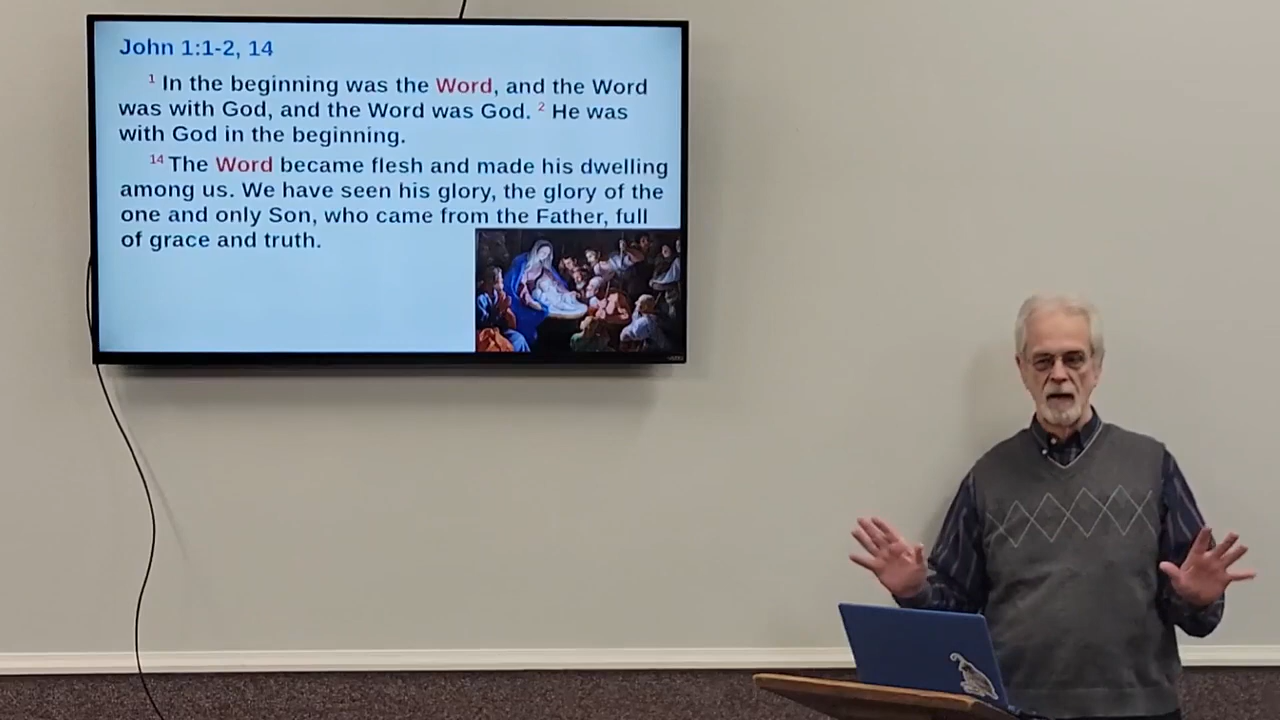 John 1:1-2, 14
1 In the beginning was the Word, and the Word
was with God, and the Word was God. 2 He was
with God in the beginning.
14 The Word became flesh and made his dwelling
among us. We have seen his glory, the glory of the
one and only Son, who came from the Father, full
of grace and truth.
VIZIO